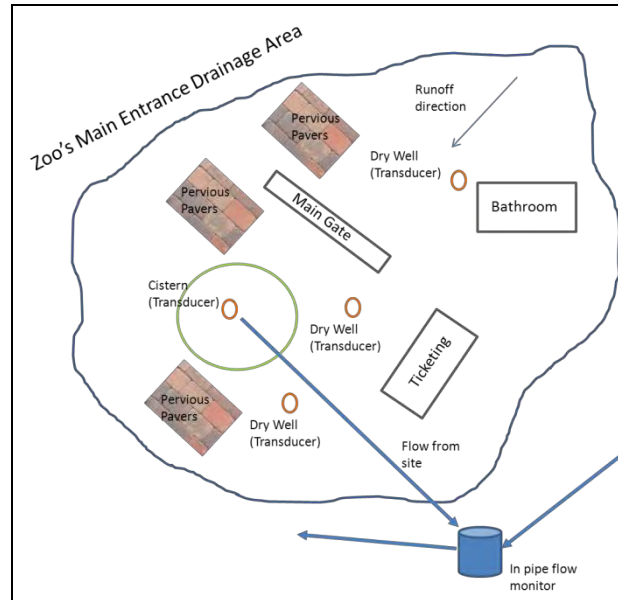 Zoo's Main Entrance Drainage Area
Runoff
direction
Pervious
Pavers
Dry Well
(Transducer)
Bathroom
Pervious
Pavers
Main Gate
Cistern
(Transducer)
Dry Well
(Transducer)
Ticketing
Pervious
Pavers
Dry Well
(Transducer)
Flow from
site
In pipe flow
monitor